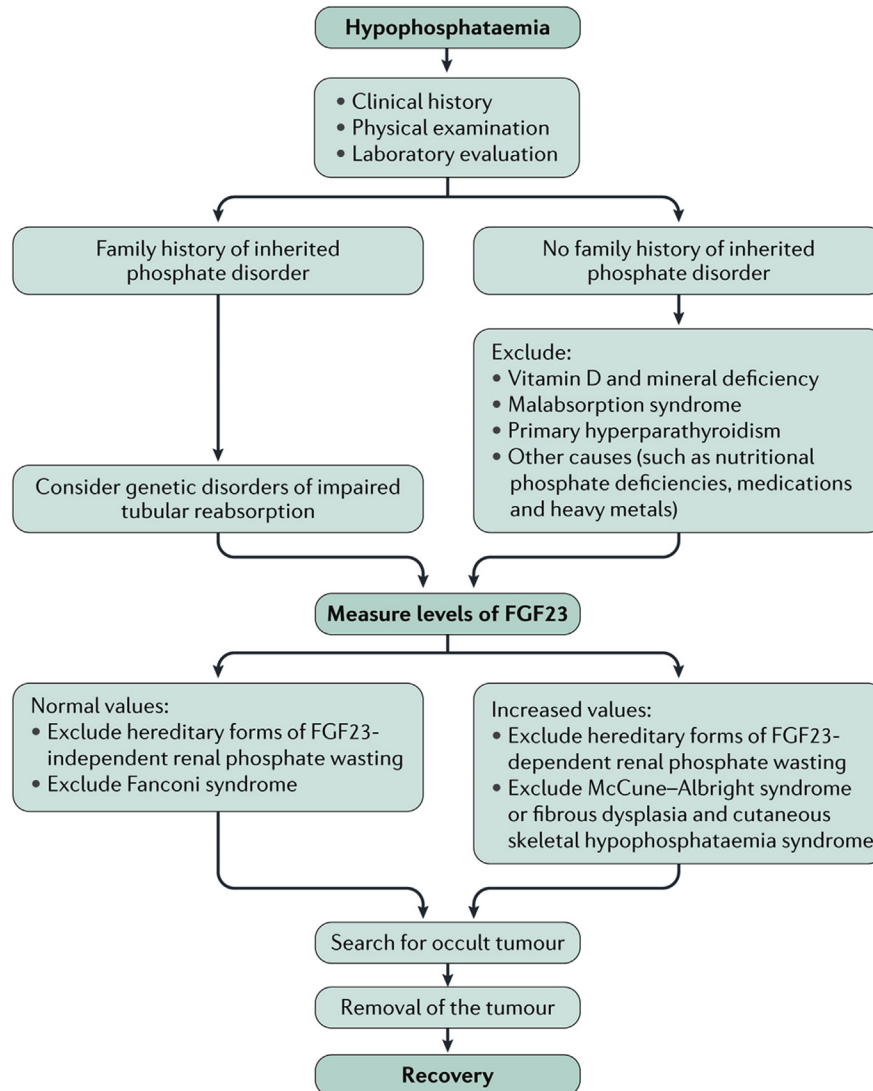 Hypophosphataemia
• Clinical history
• Physical examination
• Laboratory evaluation
Family history of inherited
phosphate disorder
No family history of inherited
phosphate disorder
Exclude:
• Vitamin D and mineral deficiency
• Malabsorption syndrome
• Primary hyperparathyroidism
• Other causes (such as nutritional
phosphate deficiencies, medications
and heavy metals)
Consider genetic disorders of impaired
tubular reabsorption
Measure levels of FGF23
Normal values:
• Exclude hereditary forms of FGF23-
independent renal phosphate wasting
• Exclude Fanconi syndrome
Increased values:
• Exclude hereditary forms of FGF23-
dependent renal phosphate wasting
• Exclude McCune–Albright syndrome
or fibrous dysplasia and cutaneous
skeletal hypophosphataemia syndrome
Search for occult tumour
Removal of the tumour
Recovery